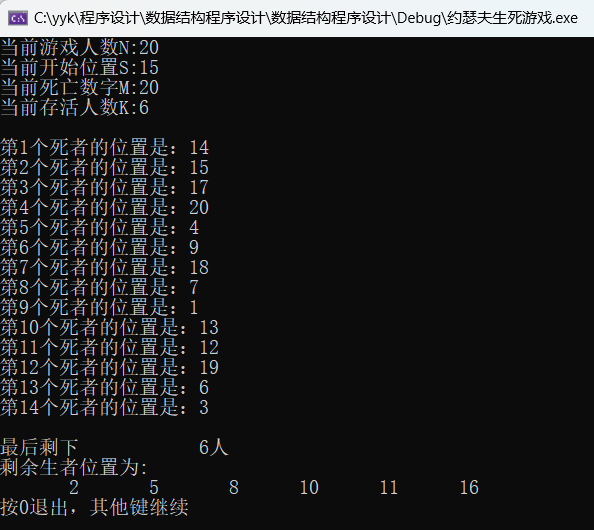 C:\yyk\程序设计\数据结构程序设计\数据结构程序设计\Debug\约瑟夫生死游戏.exe
当前游戏人数N:20
当前开始位置S:15
当前死亡数字M:20
当前存活人数K:6
第1个死者的位置是：14
第2个死者的位置是：15
第3个死者的位置是：17
第4个死者的位置是：20
第5个死者的位置是：4
第6个死者的位置是：9
第7个死者的位置是：18
第8个死者的位置是：7
第9个死者的位置是：1
第10个死者的位置是：13
第11个死者的位置是：12
第12个死者的位置是：19
第13个死者的位置是：6
第14个死者的位置是：3
最后剩下 6人
剩余生者位置为:
2 5 8 10 11 16
按0退出，其他键继续